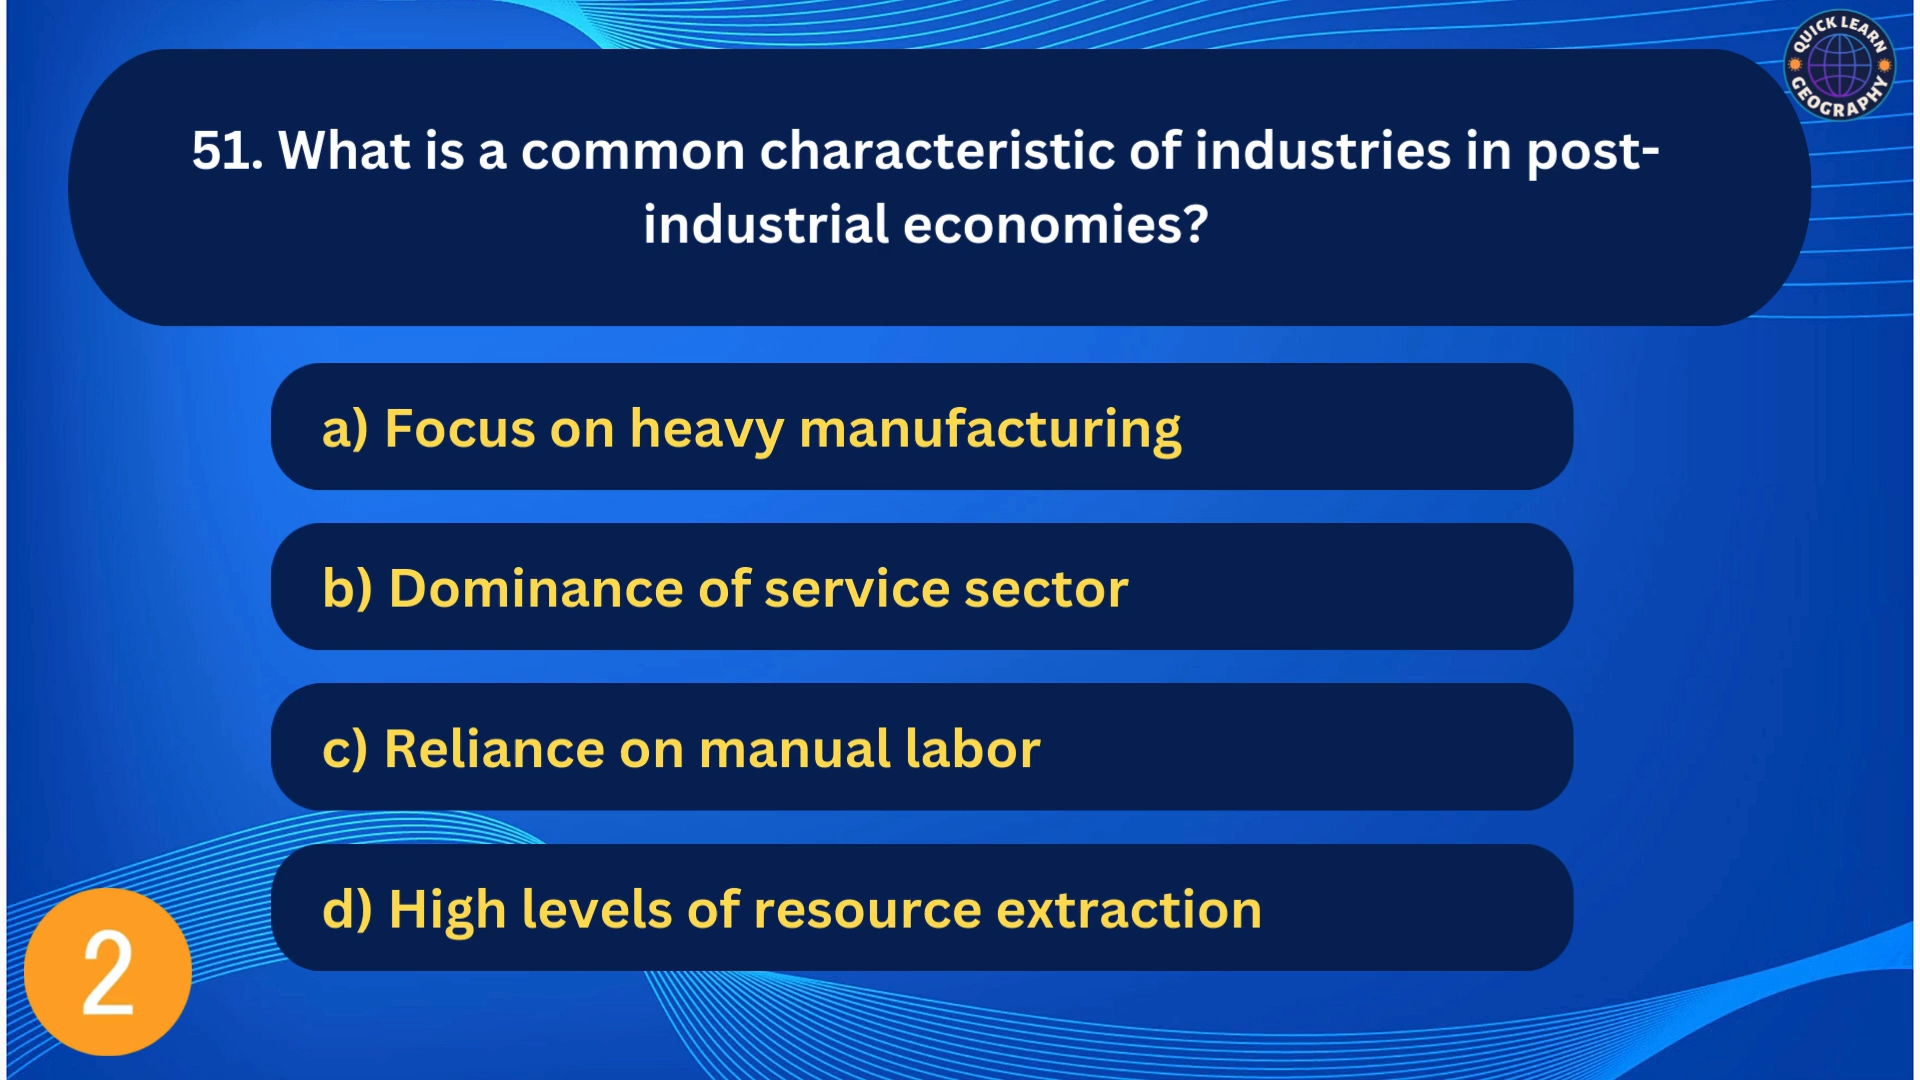 QUICK LEARN
GEOGRAPHY
51. What is a common characteristic of industries in post-
industrial economies?
a) Focus on heavy manufacturing
b) Dominance of service sector
c) Reliance on manual labor
d) High levels of resource extraction
2